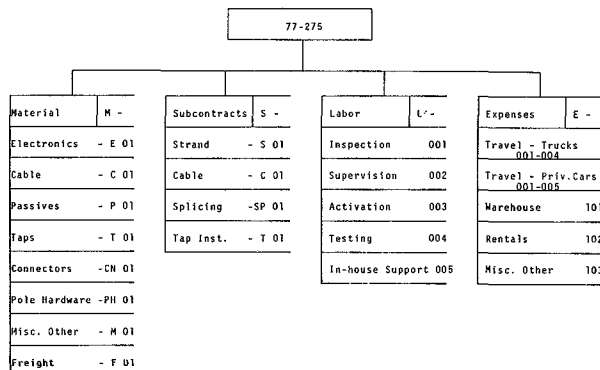 77-275
Material M -
Electronics - E 01
Cable - C 01
Passives - P 01
Taps - T 01
Connectors -CN 01
Pole Hardware -PH 01
Misc. Other - M 01
Freight - F 01
Subcontracts S -
Strand - S 01
Cable - C 01
Splicing -SP 01
Tap Inst. - T 01
Labor L -
Inspection 001
Supervision 002
Activation 003
Testing 004
In-house Support 005
Expenses E -
Travel - Trucks
001-004
Travel - Priv.Cars
001-005
Warehouse 101
Rentals 102
Misc. Other 103